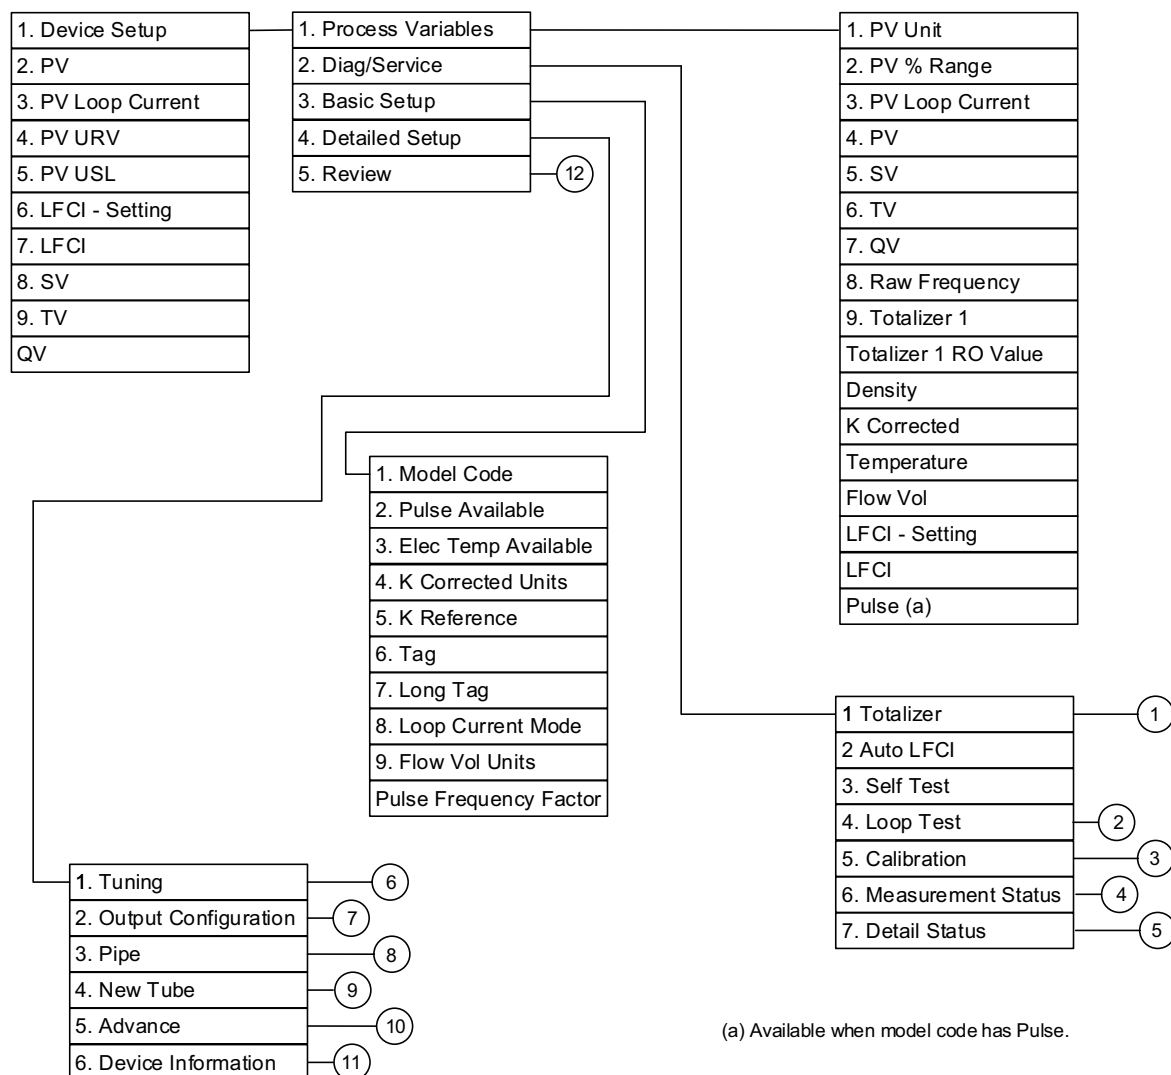 1. Device Setup
2. PV
3. PV Loop Current
4. PV URV
5. PV USL
6. LFCI - Setting
7. LFCI
8. SV
9. TV
QV
1. Process Variables
2. Diag/Service
3. Basic Setup
4. Detailed Setup
5. Review
12
1. PV Unit
2. PV % Range
3. PV Loop Current
4. PV
5. SV
6. TV
7. QV
8. Raw Frequency
9. Totalizer 1
Totalizer 1 RO Value
Density
K Corrected
Temperature
Flow Vol
LFCI - Setting
LFCI
Pulse (a)
1. Model Code
2. Pulse Available
3. Elec Temp Available
4. K Corrected Units
5. K Reference
6. Tag
7. Long Tag
8. Loop Current Mode
9. Flow Vol Units
Pulse Frequency Factor
1 Totalizer
1
2 Auto LFCI
3. Self Test
4. Loop Test
2
5. Calibration
3
6. Measurement Status
4
7. Detail Status
5
1. Tuning
6
2. Output Configuration
7
3. Pipe
8
4. New Tube
9
5. Advance
10
6. Device Information
11
(a) Available when model code has Pulse.